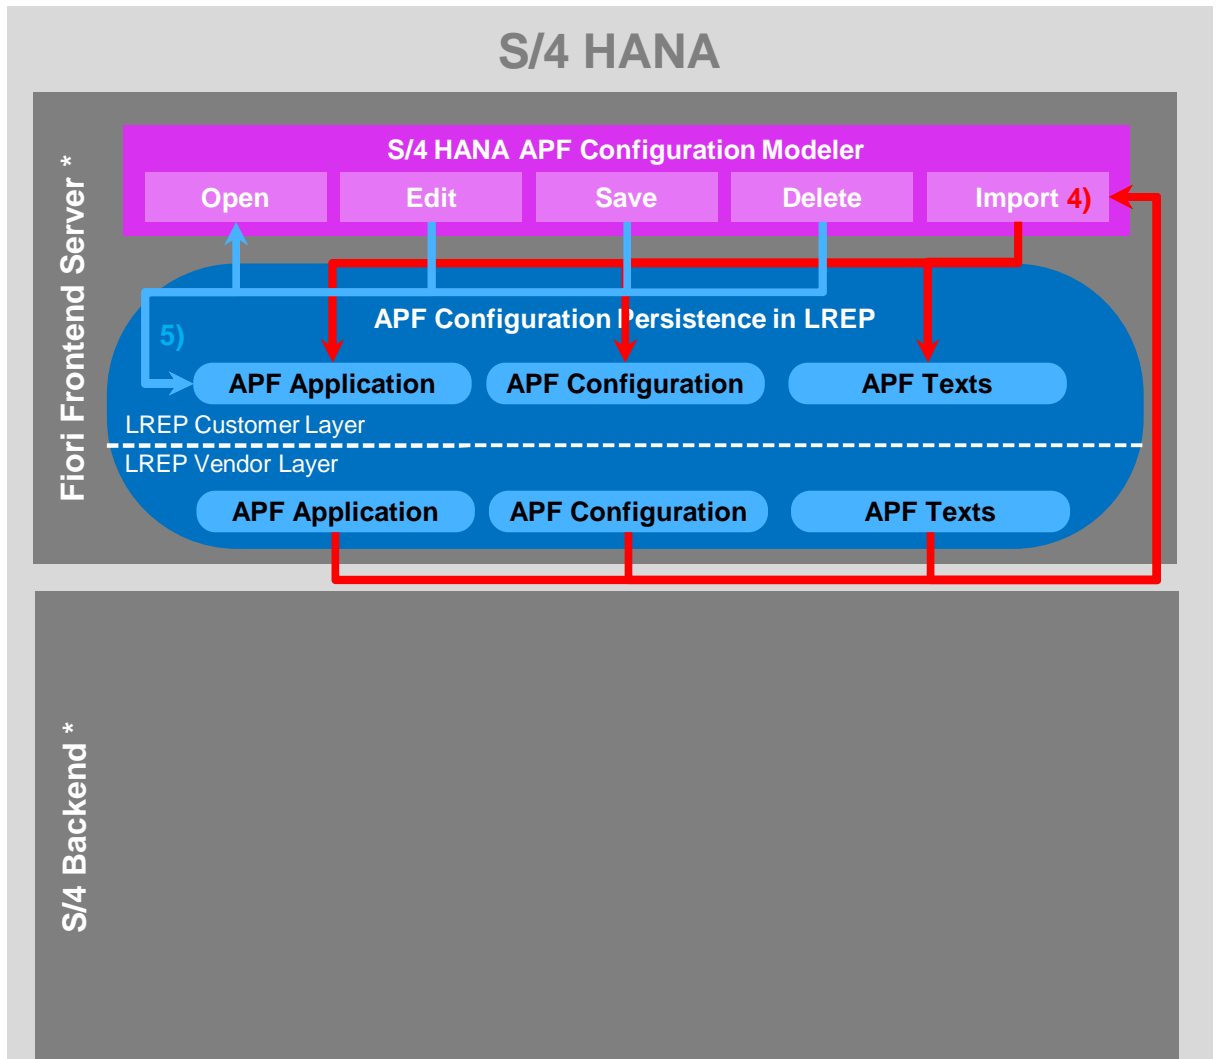 S/4 HANA
Fiori Frontend Server *
S/4 HANA APF Configuration Modeler
Open Edit Save Delete Import 4)
5)
APF Configuration Persistence in LREP
APF Application APF Configuration APF Texts
LREP Customer Layer
LREP Vendor Layer
APF Application APF Configuration APF Texts
S/4 Backend *